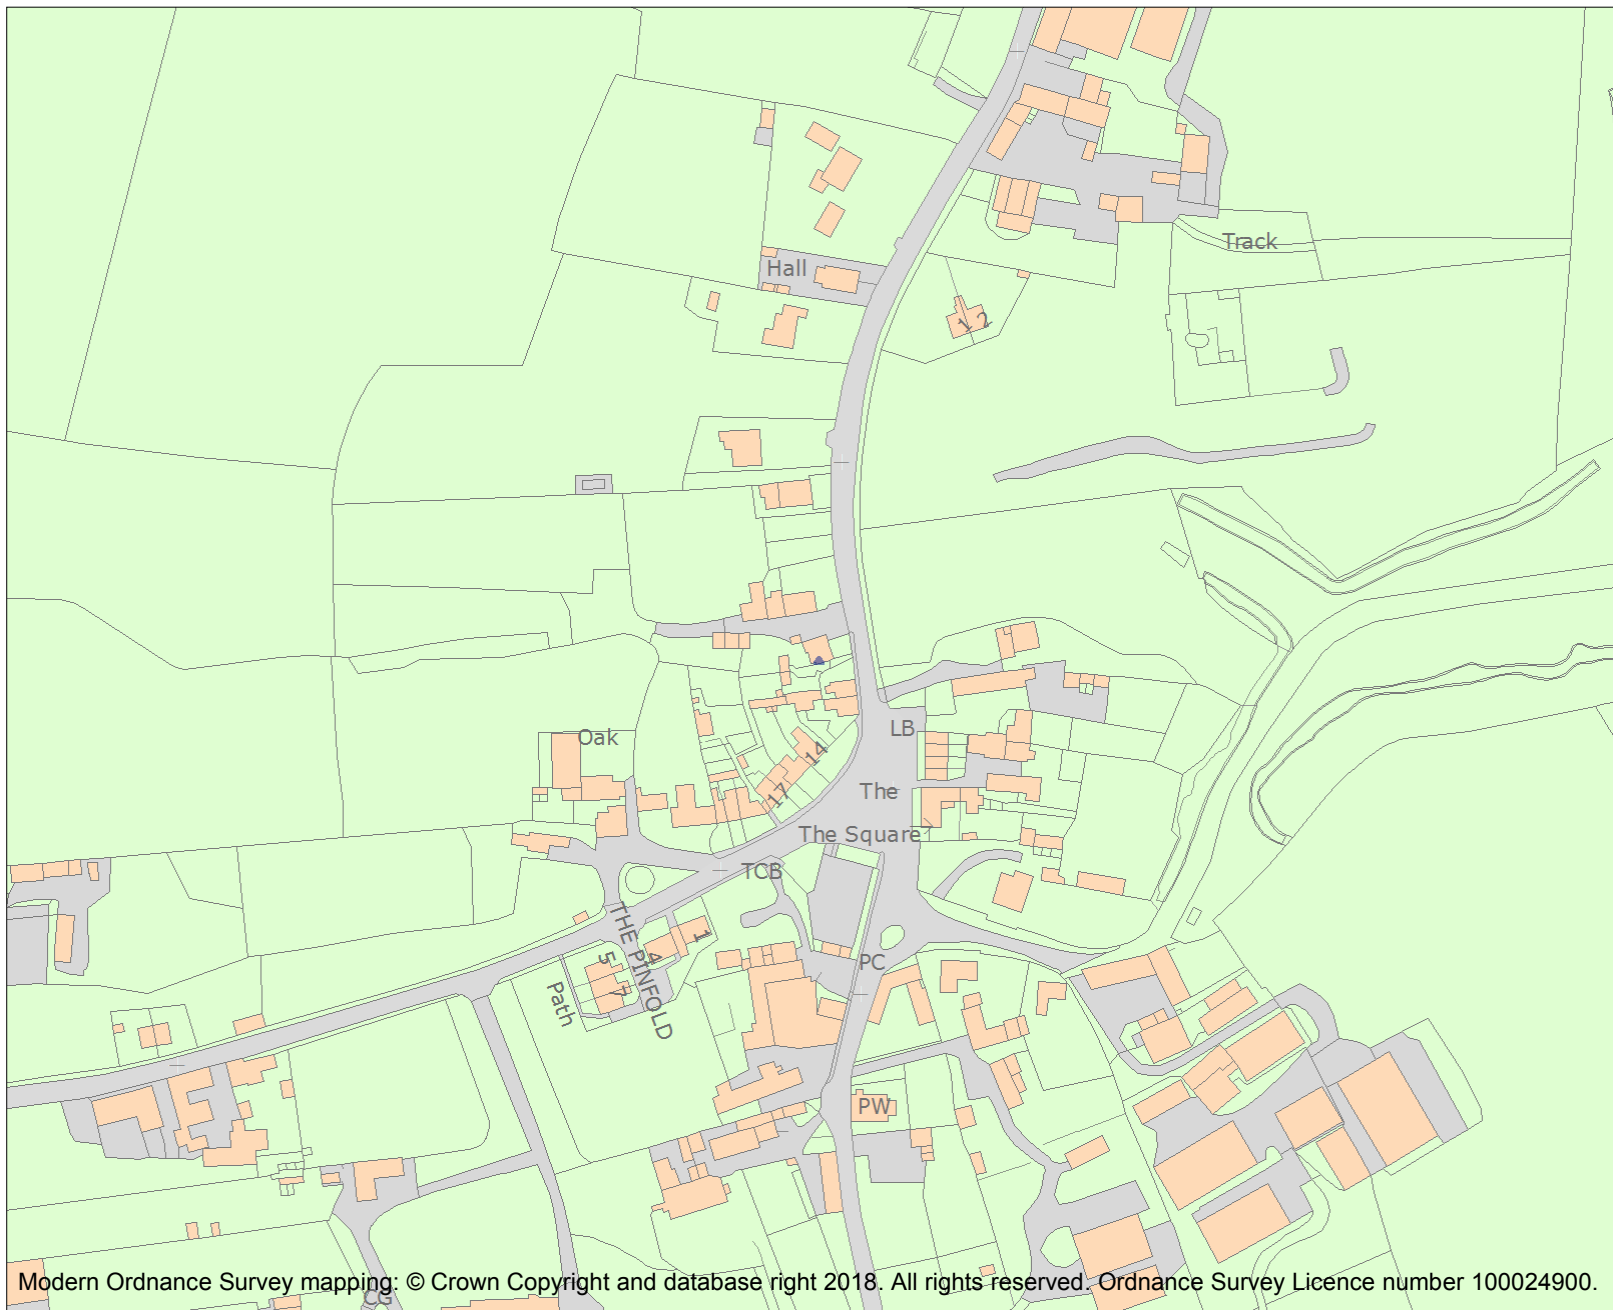 Track
Hall
1 2
Oak
LB
14
17
The
The Square
7
TCB
THE PINFOLD
1
4
5
7
PC
Path
PW
CG
Modern Ordnance Survey mapping: © Crown Copyright and database right 2018. All rights reserved. Ordnance Survey Licence number 100024900.